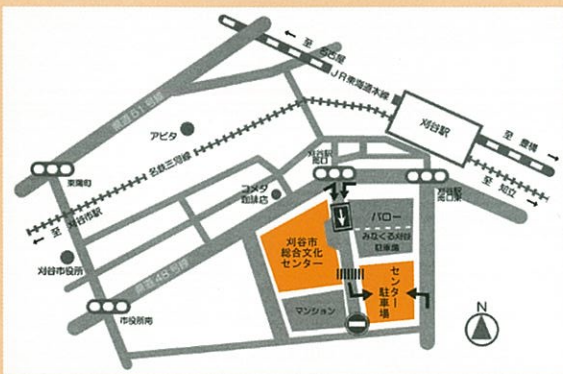 至 名古屋
JR東海道本線
県道51号線
刈谷駅
至 豊橋
アピタ
名鉄三河線
至 知立
刈谷駅
南口
刈谷駅
南口東
東陽町
コメダ
珈琲店
バロー
みなくる刈谷
駐車場
至 刈谷市駅
刈谷市
総合文化
センター
刈谷市役所
県道48号線
センター
駐車場
市役所南
マンション
N